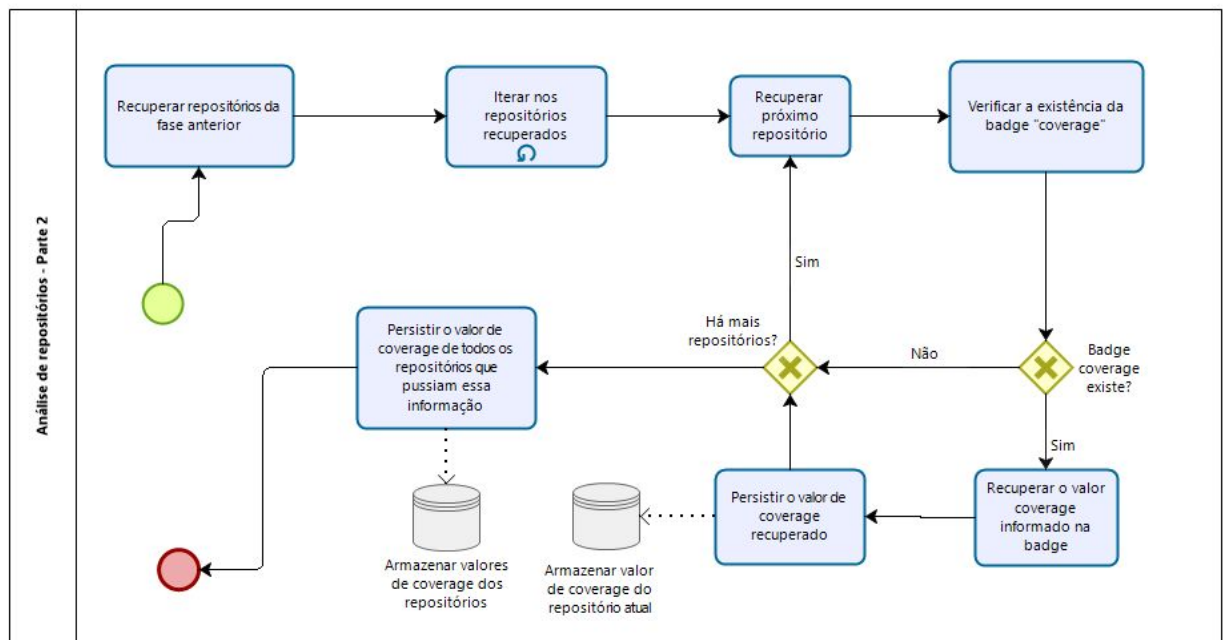 Análise de repositórios - Parte 2
Recuperar repositórios da
fase anterior
Iterar nos
repositórios
recuperados
Recuperar
próximo
repositório
Verificar a existência da
badge "coverage"
Sim
Há mais
repositórios?
Não
Badge
coverage
existe?
Sim
Persistir o valor de
coverage de todos os
repositórios que
pussiam essa
informação
Persistir o valor de
coverage
recuperado
Recuperar o valor
coverage
informado na
badge
Armazenar valores
de coverage dos
repositórios
Armazenar valor
de coverage do
repositório atual